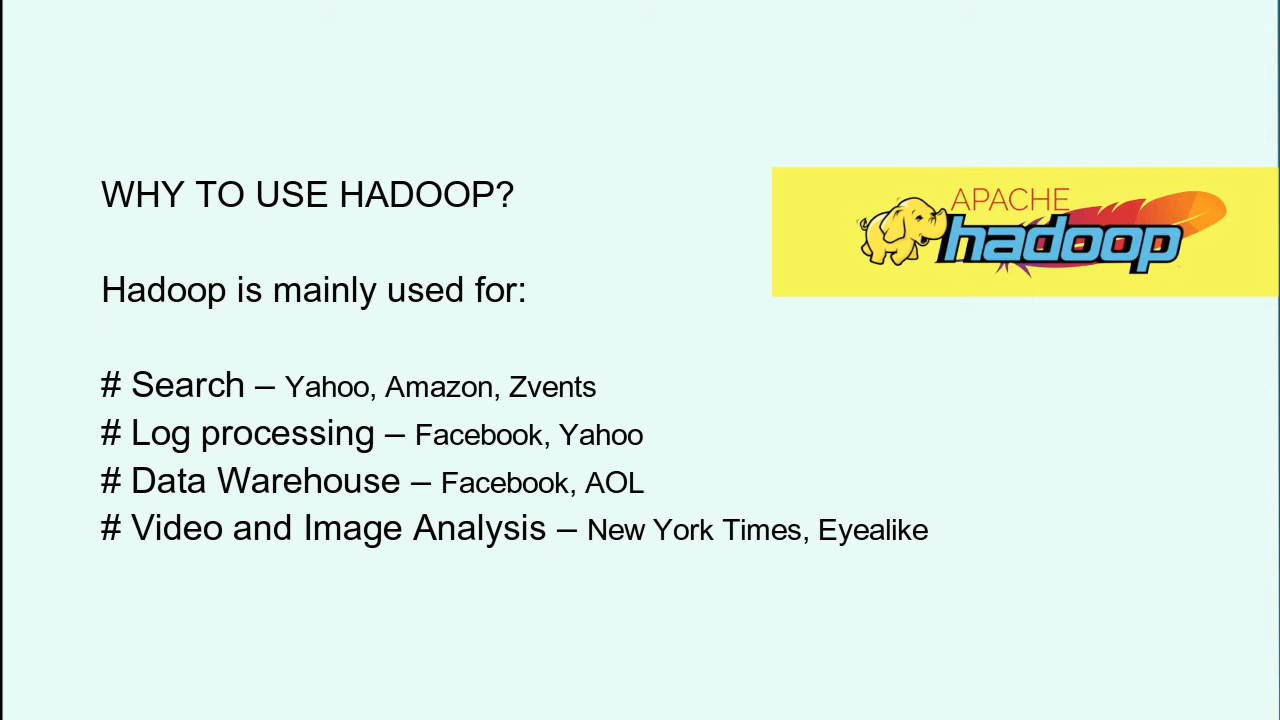 WHY TO USE HADOOP?
APACHE
hadoop
Hadoop is mainly used for:
# Search – Yahoo, Amazon, Zvents
# Log processing – Facebook, Yahoo
# Data Warehouse – Facebook, AOL
# Video and Image Analysis – New York Times, Eyealike